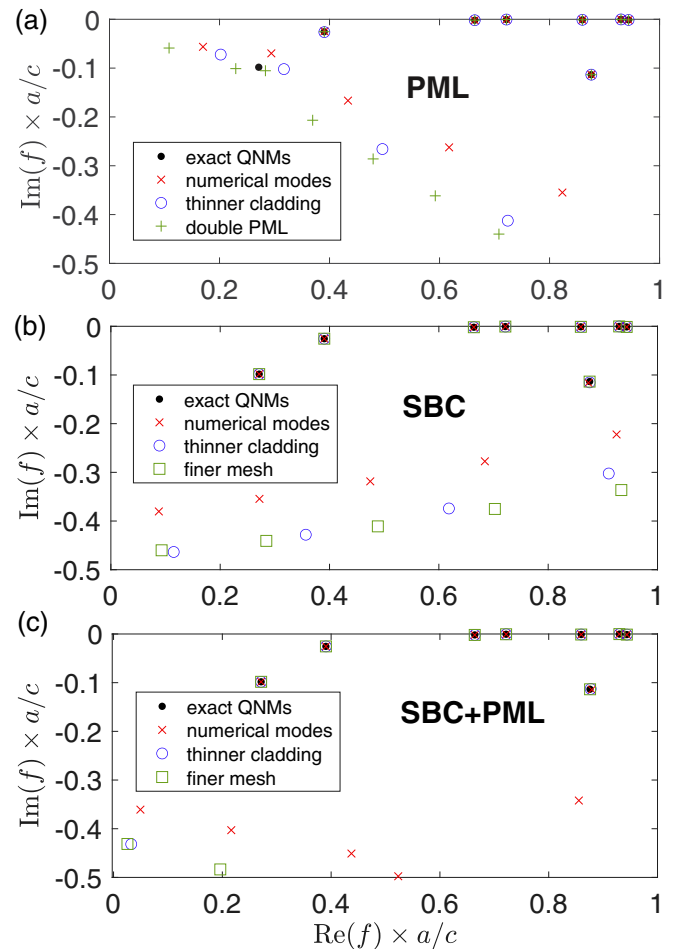 (a)
0
-0.1
-0.2
-0.3
-0.4
-0.5
Im(f) × a/c
PML
exact QNMs
numerical modes
thinner cladding
double PML
0.2
0.4
0.6
0.8
1
(b)
0
-0.1
-0.2
-0.3
-0.4
-0.5
Im(f) × a/c
SBC
exact QNMs
numerical modes
thinner cladding
finer mesh
0
0.2
0.4
0.6
0.8
1
(c)
0
-0.1
-0.2
-0.3
-0.4
-0.5
Im(f) × a/c
SBC+PML
exact QNMs
numerical modes
thinner cladding
finer mesh
0
0.2
0.4
0.6
0.8
1
Re(f) × a/c